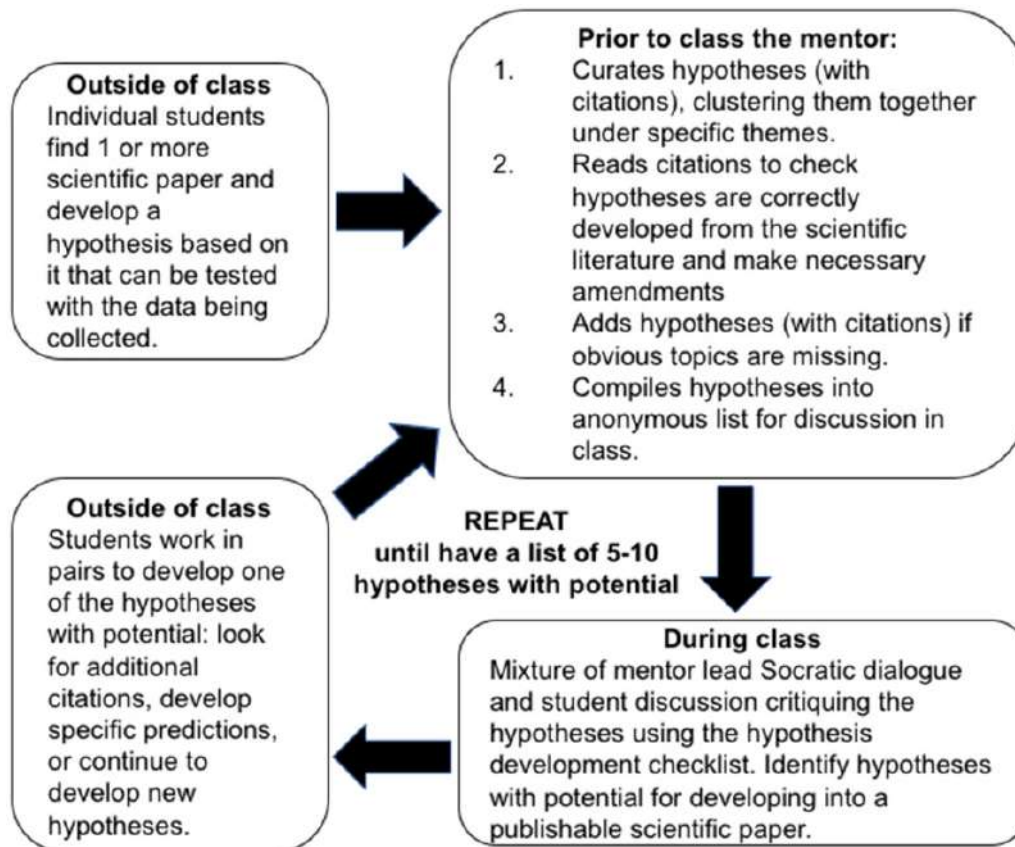 Outside of class
Individual students
find 1 or more
scientific paper and
develop a
hypothesis based on
it that can be tested
with the data being
collected.
Prior to class the mentor:
1. Curates hypotheses (with
citations), clustering them together
under specific themes.
2. Reads citations to check
hypotheses are correctly
developed from the scientific
literature and make necessary
amendments
3. Adds hypotheses (with citations) if
obvious topics are missing.
4. Compiles hypotheses into
anonymous list for discussion in
class.
REPEAT
until have a list of 5-10
hypotheses with potential
During class
Mixture of mentor lead Socratic dialogue
and student discussion critiquing the
hypotheses using the hypothesis
development checklist. Identify hypotheses
with potential for developing into a
publishable scientific paper.
Outside of class
Students work in
pairs to develop one
of the hypotheses
with potential: look
for additional
citations, develop
specific predictions,
or continue to
develop new
hypotheses.